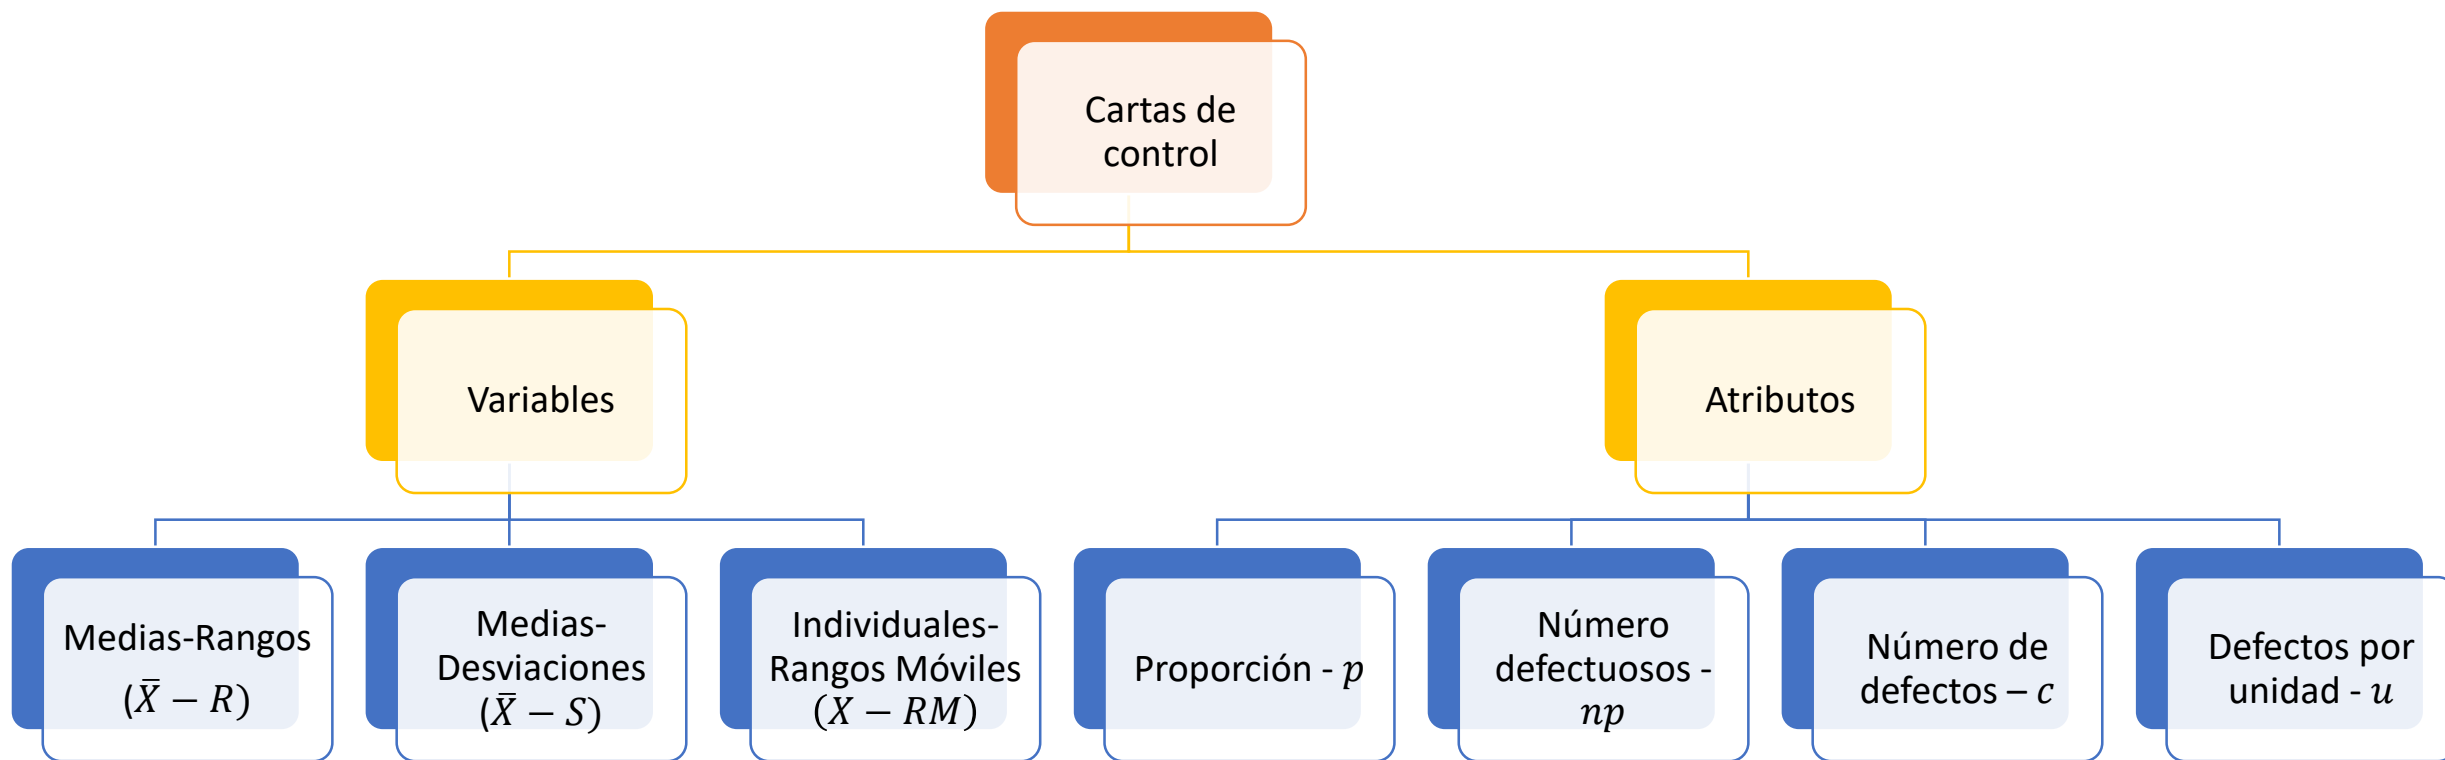 Cartas de
control
Variables
Atributos
Medias-Rangos
(X̄ − R)
Medias-
Desviaciones
(X̄ − S)
Individuales-
Rangos Móviles
(X − RM)
Proporción - p
Número
defectuosos -
np
Número de
defectos – c
Defectos por
unidad - u